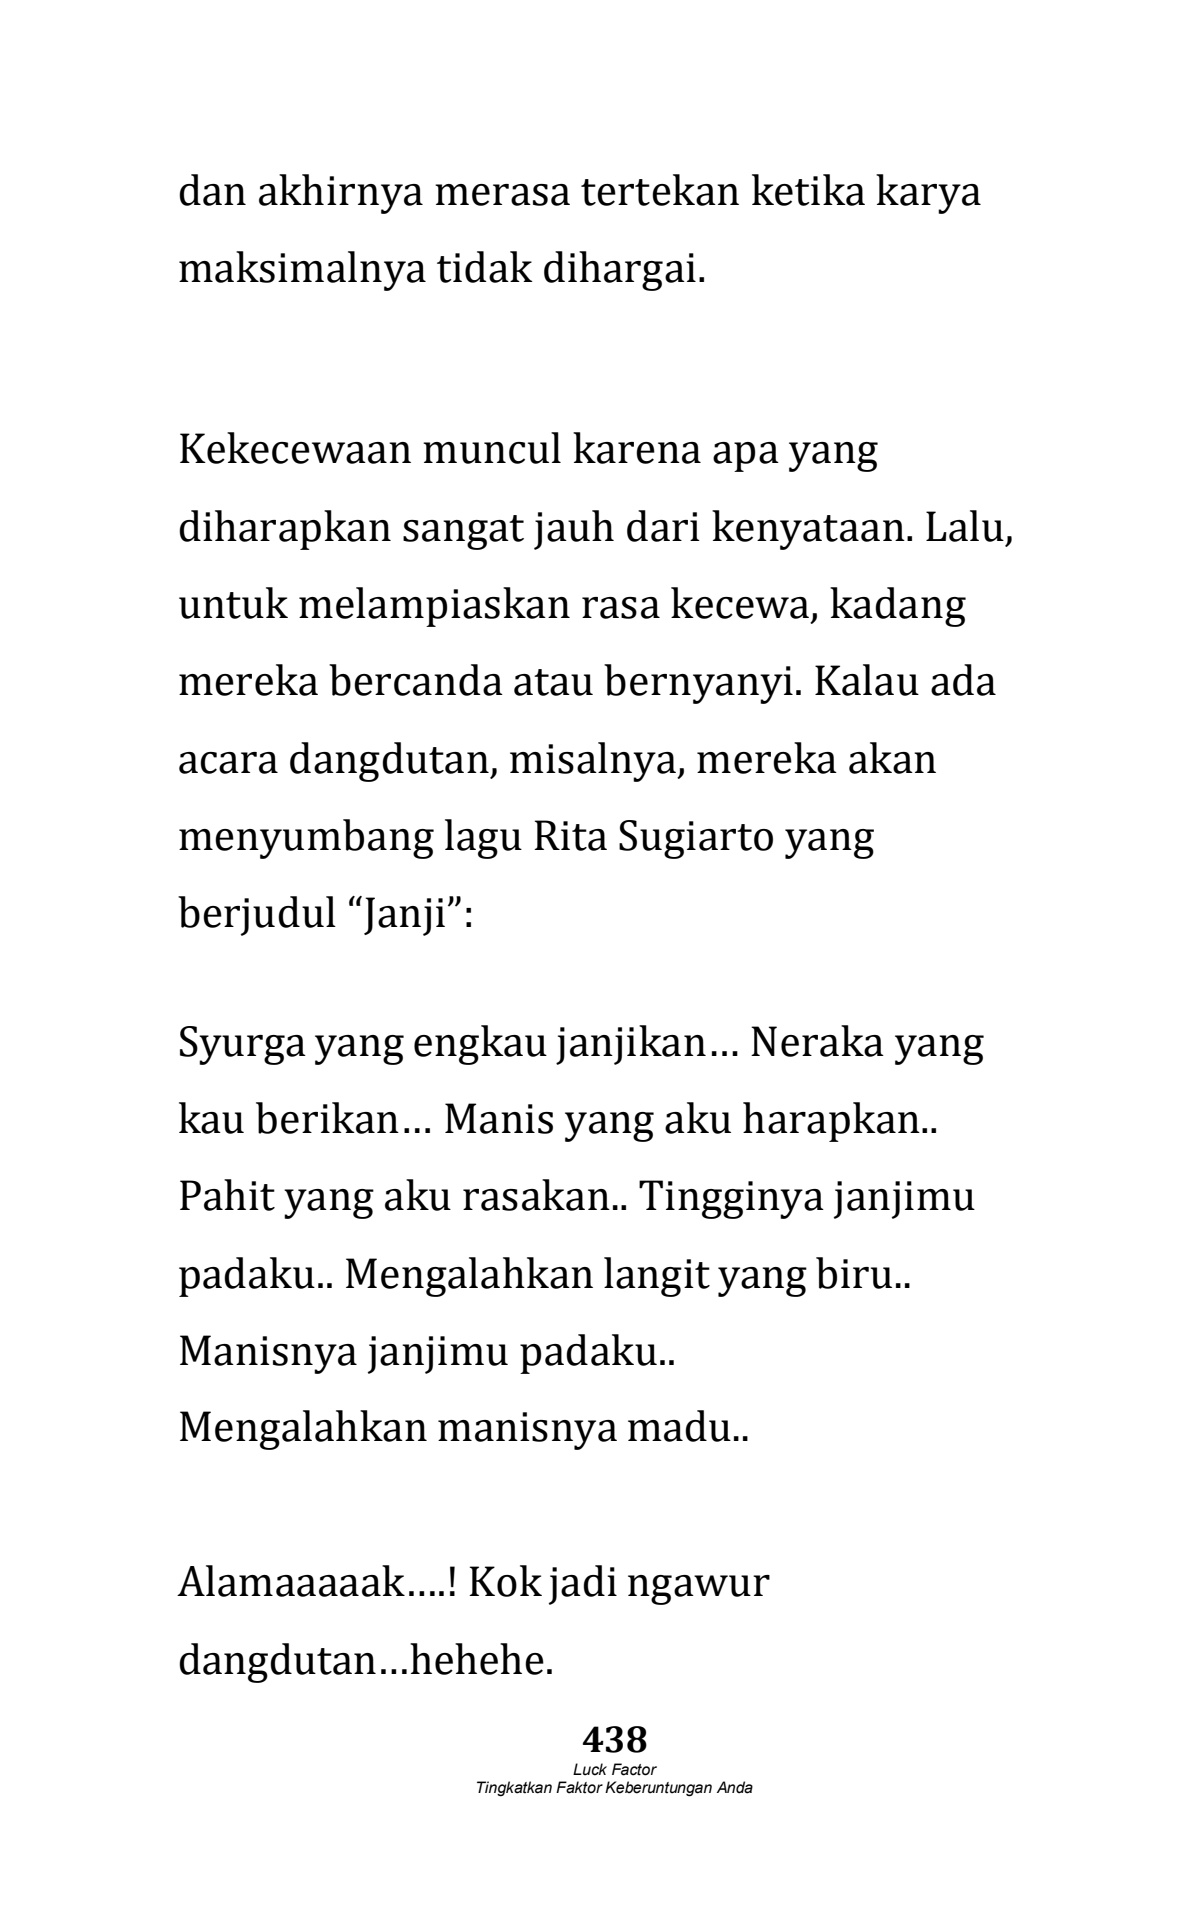 dan akhirnya merasa tertekan ketika karya
maksimalnya tidak dihargai.
Kekecewaan muncul karena apa yang
diharapkan sangat jauh dari kenyataan. Lalu,
untuk melampiaskan rasa kecewa, kadang
mereka bercanda atau bernyanyi. Kalau ada
acara dangdutan, misalnya, mereka akan
menyumbang lagu Rita Sugiarto yang
berjudul “Janji”:
Syurga yang engkau janjikan… Neraka yang
kau berikan… Manis yang aku harapkan..
Pahit yang aku rasakan.. Tingginya janjimu
padaku.. Mengalahkan langit yang biru..
Manisnya janjimu padaku..
Mengalahkan manisnya madu..
Alamaaaaak….! Kok jadi ngawur
dangdutan…hehehe.
438
Luck Factor
Tingkatkan Faktor Keberuntungan Anda